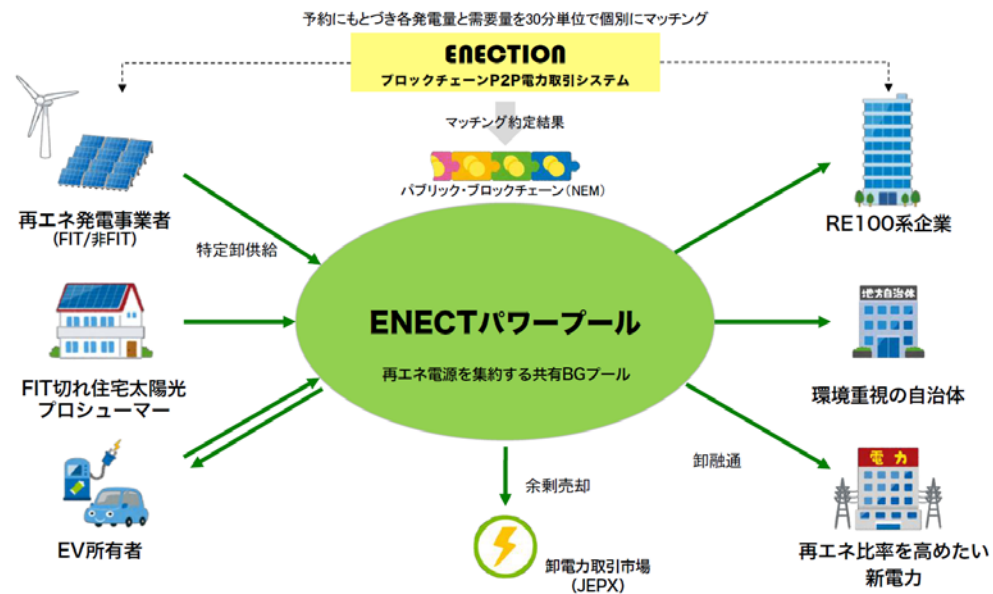 予約にもとづき各発電量と需要量を30分単位で個別にマッチング
ENECTION
ブロックチェーンP2P電力取引システム
マッチング約定結果
パブリック・ブロックチェーン（NEM）
再エネ発電事業者
(FIT/非FIT)
特定卸供給
RE100系企業
ENECTパワープール
再エネ電源を集約する共有BGプール
地方自治体
FIT切れ住宅太陽光
プロシューマー
環境重視の自治体
卸融通
電力
余剰売却
EV所有者
卸電力取引市場
(JEPX)
再エネ比率を高めたい
新電力